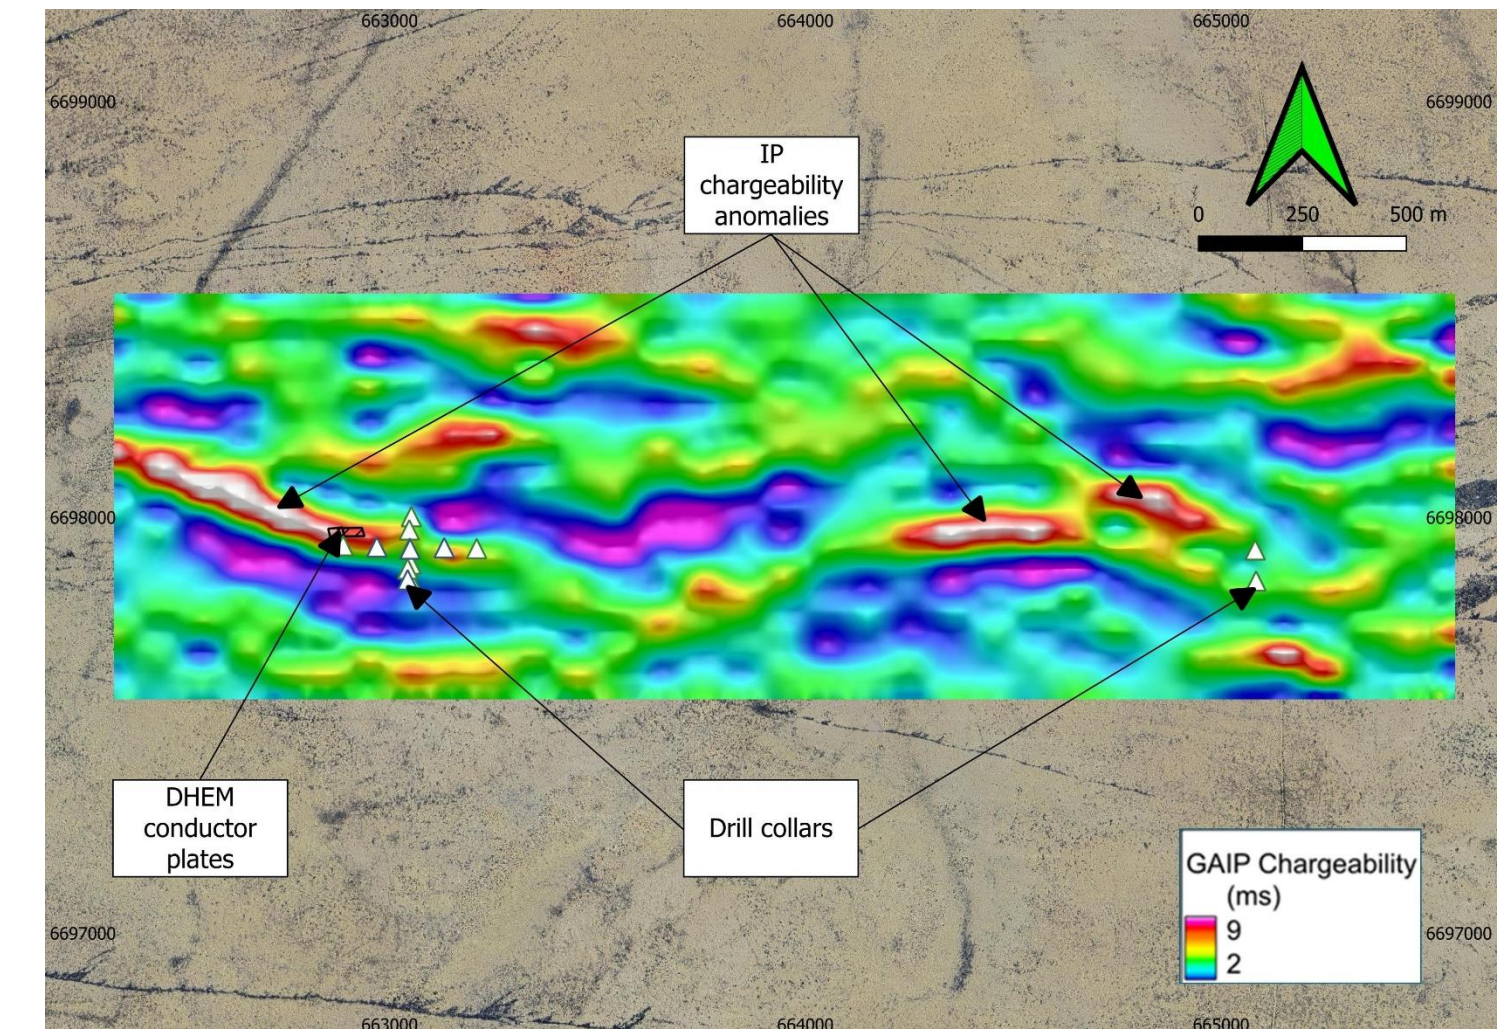 663000
664000
665000
6699000
6699000
IP
chargeability
anomalies
0
250
500 m
6698000
6698000
DHEM
conductor
plates
Drill collars
GAIP Chargeability
(ms)
9
2
6697000
6697000
663000
664000
665000